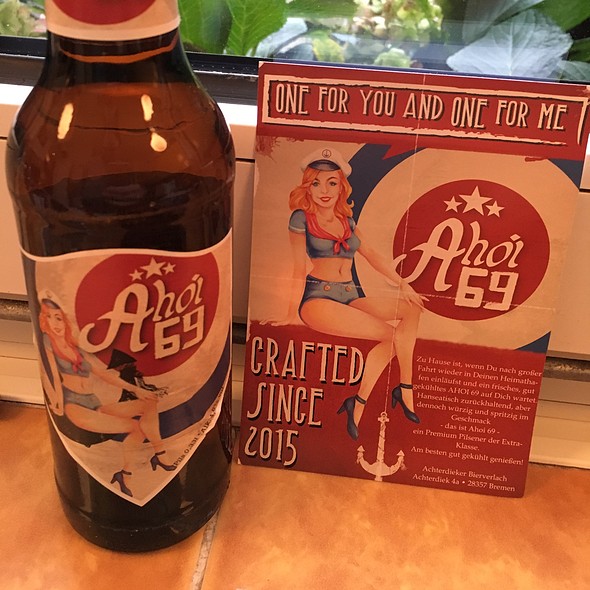 Ahoi
69
ONE FOR YOU AND ONE FOR ME
Ahoi
69
CRAFTED
SINCE
2015
Zu Hause ist, wenn Du nach großer
Fahrt wieder in Deinen Heimatha-
fen einläufst und ein frisches, gut
gekühltes AHOI 69 auf Dich wartet
Hanseatisch zurückhaltend, aber
dennoch würzig und spritzig im
Geschmack
- das ist Ahoi 69 -
ein Premium Pilsener der Extra-
Klasse.
Am besten gut gekühlt genießen!
Achterdieker Bierverlach
Achterdiek 4a • 28357 Bremen